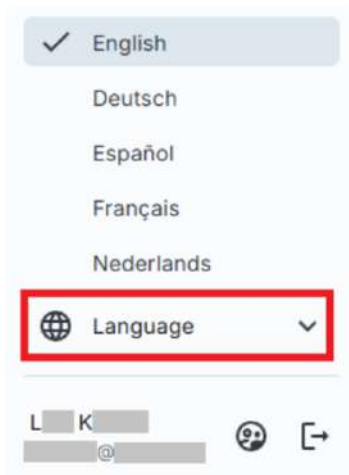 English
Deutsch
Español
Français
Nederlands
Language
L K
@